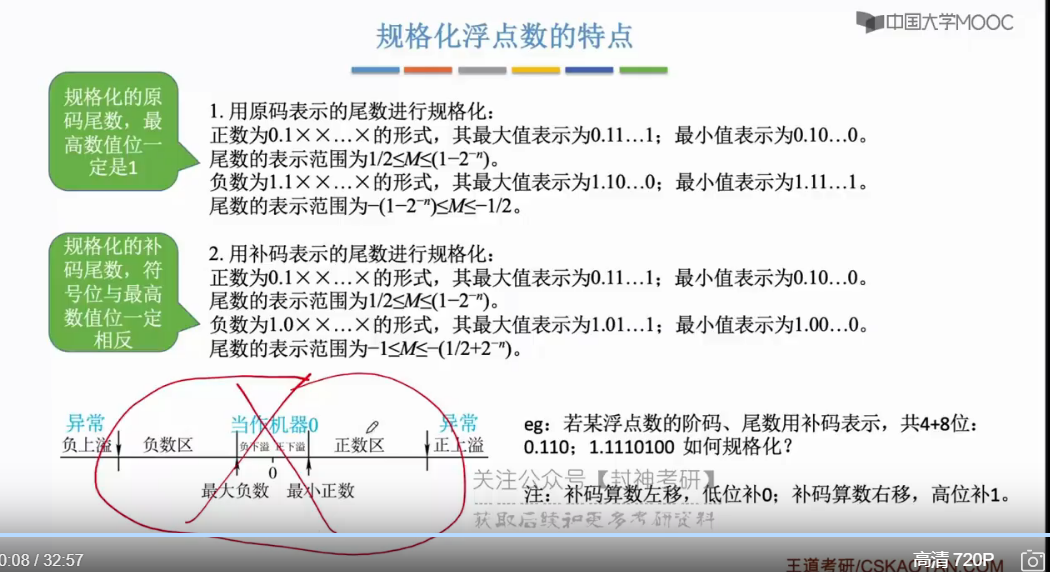 中国大学MOOC
规格化浮点数的特点
规格化的原
码尾数，最
高数值位一
定是1
1. 用原码表示的尾数进行规格化：
正数为0.1××…×的形式，其最大值表示为0.11…1；最小值表示为0.10…0。
尾数的表示范围为1/2≤M≤(1−2⁻ⁿ)。
负数为1.1××…×的形式，其最大值表示为1.10…0；最小值表示为1.11…1。
尾数的表示范围为−(1−2⁻ⁿ)≤M≤−1/2。
规格化的补
码尾数，符
号位与最高
数值位一定
相反
2. 用补码表示的尾数进行规格化：
正数为0.1××…×的形式，其最大值表示为0.11…1；最小值表示为0.10…0。
尾数的表示范围为1/2≤M≤(1−2⁻ⁿ)。
负数为1.0××…×的形式，其最大值表示为1.01…1；最小值表示为1.00…0。
尾数的表示范围为−1≤M≤−(1/2+2⁻ⁿ)。
异常 当作机器0 异常
负上溢 负数区 负下溢 正下溢 正数区 正上溢
0
最大负数 最小正数
eg：若某浮点数的阶码、尾数用补码表示，共4+8位：
0.110；1.1110100 如何规格化？
关注公众号【封神考研】
注：补码算数左移，低位补0；补码算数右移，高位补1。
获取后续和更多考研资料
0:08 / 32:57
高清 720P
王道考研/CSKAOYAN.COM